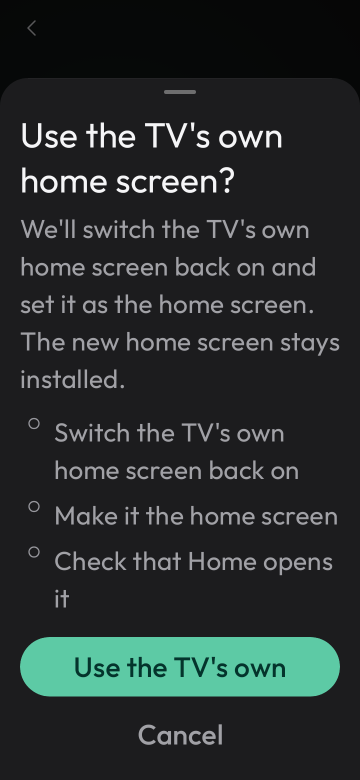 Use the TV's own
home screen?
We'll switch the TV's own
home screen back on and
set it as the home screen.
The new home screen stays
installed.
Switch the TV's own
home screen back on
Make it the home screen
Check that Home opens
it
Use the TV's own
Cancel